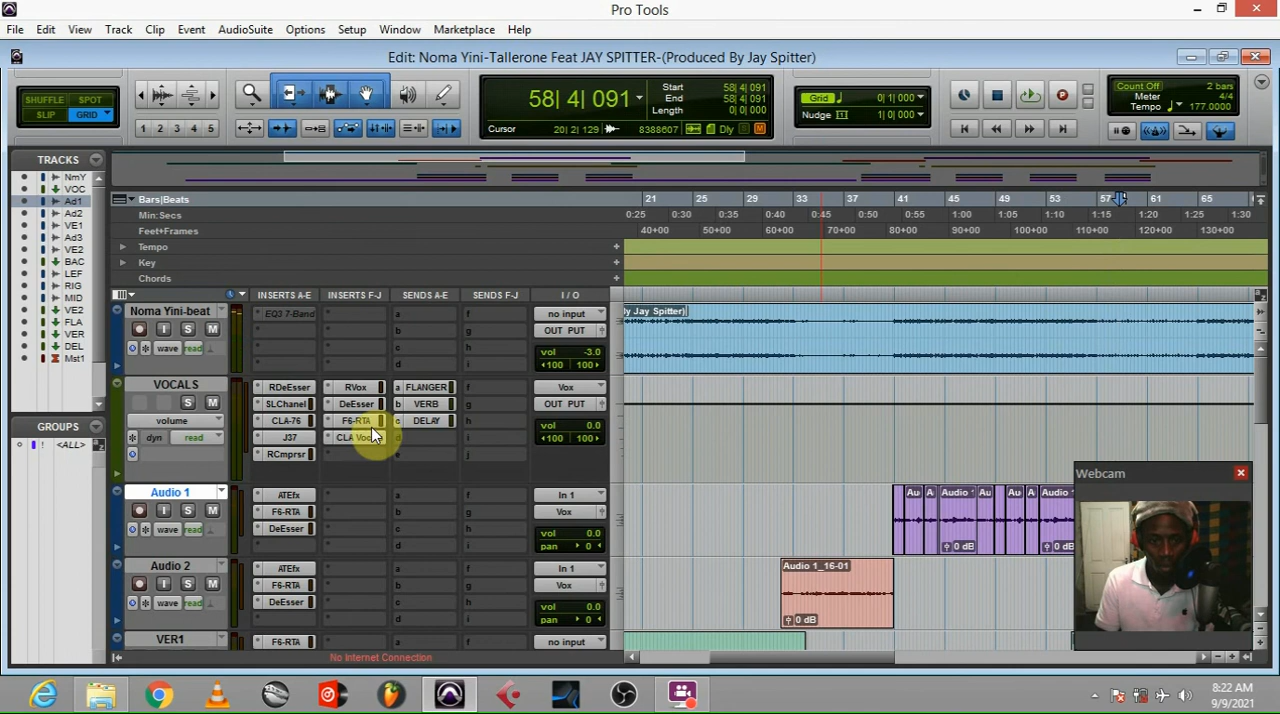 Pro Tools
File Edit View Track Clip Event AudioSuite Options Setup Window Marketplace Help
Edit: Noma Yini-Tallerone Feat JAY SPITTER-(Produced By Jay Spitter)
SHUFFLE SPOT
SLIP GRID
1 2 3 4 5
58| 4| 091
Start 58| 4| 091
End 58| 4| 091
Length 0| 0| 000
Cursor 20| 2| 129 8388607 Dly
Grid 0| 1| 000
Nudge 0| 1| 000
Count Off 2 bars
Meter 4/4
Tempo 177.0000
TRACKS
NmY
VOC
Ad1
Ad2
VE1
Ad3
VE2
BAC
LEF
RIG
MID
VE2
FLA
VER
DEL
Mst1
GROUPS
! <ALL>
Bars|Beats 21 25 29 33 37 41 45 49 53 57 61 65
Min:Secs 0:25 0:30 0:35 0:40 0:45 0:50 0:55 1:00 1:05 1:10 1:15 1:20 1:25 1:30
Feet+Frames 40+00 50+00 60+00 70+00 80+00 90+00 100+00 110+00 120+00 130+00
Tempo
Key
Chords
INSERTS A-E INSERTS F-J SENDS A-E SENDS F-J I / O
Noma Yini-beat EQ3 7-Band a f no input
I S M b g OUT PUT
wave read c h vol -3.0
d i 100 100
By Jay Spitter)
VOCALS RDeEsser RVox a FLANGER f Vox
S M SLChanel DeEsser b VERB g OUT PUT
volume CLA-76 F6-RTA c DELAY h vol 0.0
dyn read J37 CLA Voc d i 100 100
RCmprsr e j
Audio 1 ATEfx a f In 1
I S M F6-RTA b g Vox
wave read DeEsser c h vol 0.0
d i pan 0
Au A Audio Au Au A Audio 1
0 dB 0 dB
Audio 2 ATEfx a f In 1
I S M F6-RTA b g Vox
wave read DeEsser c h vol 0.0
d i pan 0
Audio 1_16-01
0 dB
VER1 F6-RTA a f no input
No Internet Connection
Webcam
8:22 AM
9/9/2021